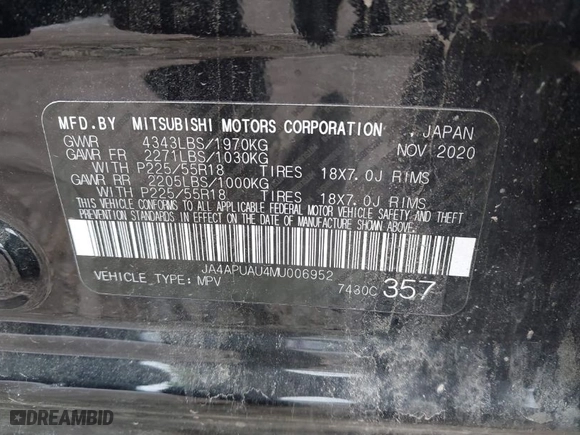 MFD.BY MITSUBISHI MOTORS CORPORATION , JAPAN
GVWR 4343LBS/1970KG NOV 2020
GAWR FR 2271LBS/1030KG
WITH P225/55R18 TIRES 18X7.0J RIMS
GAWR RR 2205LBS/1000KG
WITH P225/55R18 TIRES 18X7.0J RIMS
THIS VEHICLE CONFORMS TO ALL APPLICABLE FEDERAL MOTOR VEHICLE SAFETY AND THEFT
PREVENTION STANDARDS IN EFFECT ON THE DATE OF MANUFACTURE SHOWN ABOVE.
JA4APUAU4MU006952
VEHICLE_TYPE: MPV 7430C 357
DREAMBID